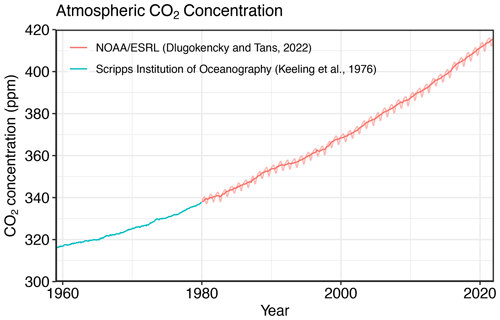 Atmospheric CO₂ Concentration
420
NOAA/ESRL (Dlugokencky and Tans, 2022)
Scripps Institution of Oceanography (Keeling et al., 1976)
400
380
360
340
320
300
CO₂ concentration (ppm)
1960 1980 2000 2020
Year